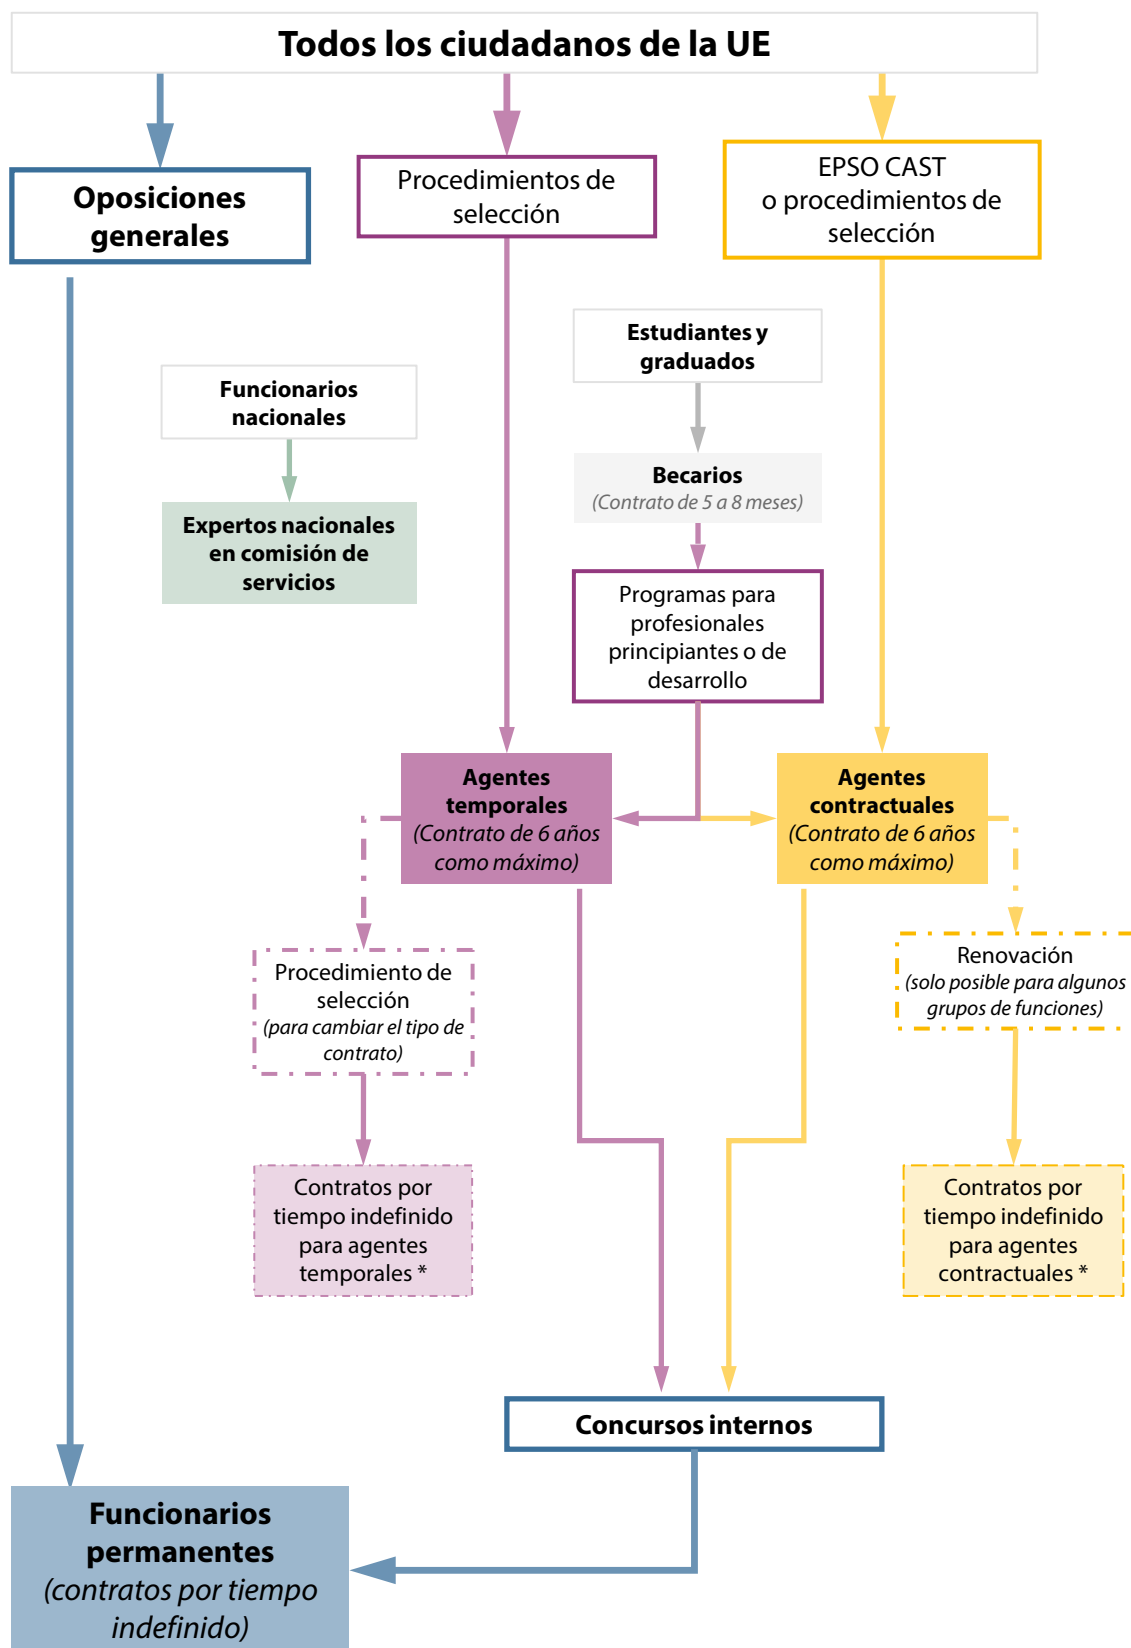 Todos los ciudadanos de la UE
Oposiciones
generales
Procedimientos de
selección
EPSO CAST
o procedimientos de
selección
Estudiantes y
graduados
Funcionarios
nacionales
Becarios
(Contrato de 5 a 8 meses)
Expertos nacionales
en comisión de
servicios
Programas para
profesionales
principiantes o de
desarrollo
Agentes
temporales
(Contrato de 6 años
como máximo)
Agentes
contractuales
(Contrato de 6 años
como máximo)
Procedimiento de
selección
(para cambiar el tipo de
contrato)
Renovación
(solo posible para algunos
grupos de funciones)
Contratos por
tiempo indefinido
para agentes
temporales *
Contratos por
tiempo indefinido
para agentes
contractuales *
Concursos internos
Funcionarios
permanentes
(contratos por tiempo
indefinido)